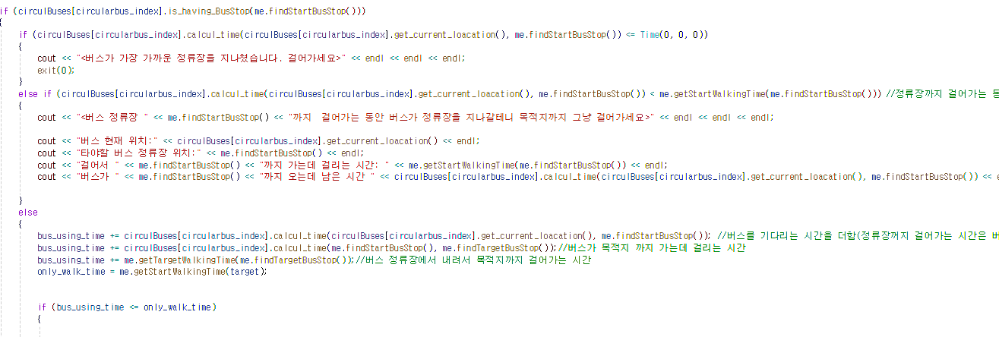 if (circulBuses[circularbus_index].is_having_BusStop(me.findStartBusStop()))
{
if (circulBuses[circularbus_index].calcul_time(circulBuses[circularbus_index].get_current_loacation(), me.findStartBusStop()) <= Time(0, 0, 0))
{
cout << "<버스가 가장 가까운 정류장을 지나쳤습니다. 걸어가세요>" << endl << endl << endl;
exit(0);
}
else if (circulBuses[circularbus_index].calcul_time(circulBuses[circularbus_index].get_current_loacation(), me.findStartBusStop()) < me.getStartWalkingTime(me.findStartBusStop())) //정류장까지 걸어가는 동
{
cout << "<버스 정류장 " << me.findStartBusStop() << "까지  걸어가는 동안 버스가 정류장을 지나갈테니 목적지까지 그냥 걸어가세요>" << endl << endl << endl;
cout << "버스 현재 위치:" << circulBuses[circularbus_index].get_current_loacation() << endl;
cout << "타야할 버스 정류장 위치:" << me.findStartBusStop() << endl;
cout << "걸어서 " << me.findStartBusStop() << "까지 가는데 걸리는 시간: " << me.getStartWalkingTime(me.findStartBusStop()) << endl;
cout << "버스가 " << me.findStartBusStop() << "까지 오는데 남은 시간 " << circulBuses[circularbus_index].calcul_time(circulBuses[circularbus_index].get_current_loacation(), me.findStartBusStop()) << e
}
else
{
bus_using_time += circulBuses[circularbus_index].calcul_time(circulBuses[circularbus_index].get_current_loacation(), me.findStartBusStop()); //버스를 기다리는 시간을 더함(정류장꺼지 걸어가는 시간은 버
bus_using_time += circulBuses[circularbus_index].calcul_time(me.findStartBusStop(), me.findTargetBusStop());//버스가 목적지 까지 가는데 걸리는 시간
bus_using_time += me.getTargetWalkingTime(me.findTargetBusStop());//버스 정류장에서 내려서 목적지까지 걸어가는 시간
only_walk_time = me.getStartWalkingTime(target);
if (bus_using_time <= only_walk_time)
{